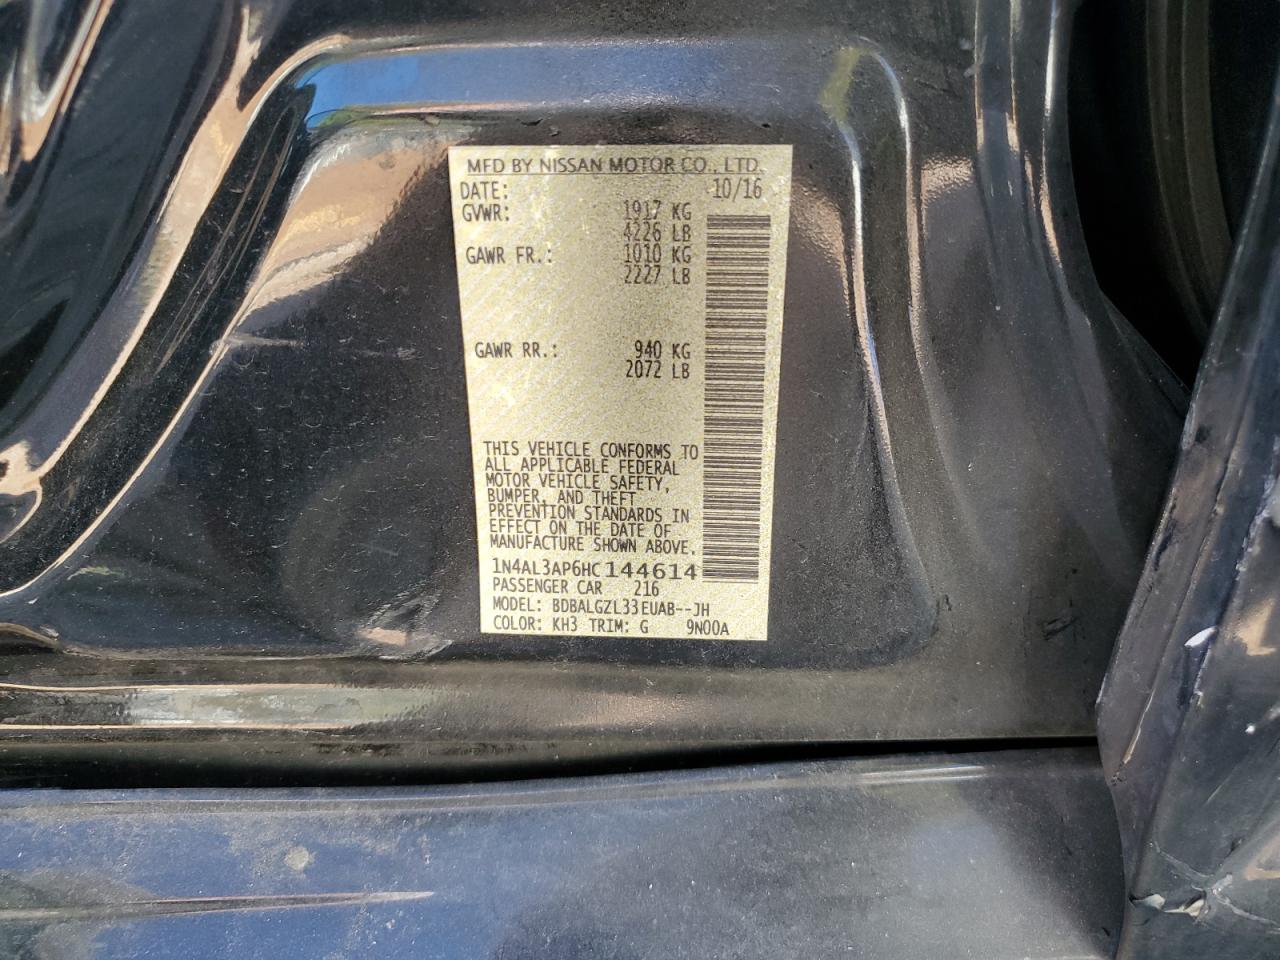 MFD BY NISSAN MOTOR CO., LTD.
DATE: 10/16
GVWR: 1917 KG
4226 LB
GAWR FR.: 1010 KG
2227 LB
GAWR RR.: 940 KG
2072 LB
THIS VEHICLE CONFORMS TO
ALL APPLICABLE FEDERAL
MOTOR VEHICLE SAFETY,
BUMPER, AND THEFT
PREVENTION STANDARDS IN
EFFECT ON THE DATE OF
MANUFACTURE SHOWN ABOVE.
1N4AL3AP6HC144614
PASSENGER CAR 216
MODEL: BDBALGZL33EUAB--JH
COLOR: KH3 TRIM: G 9N00A